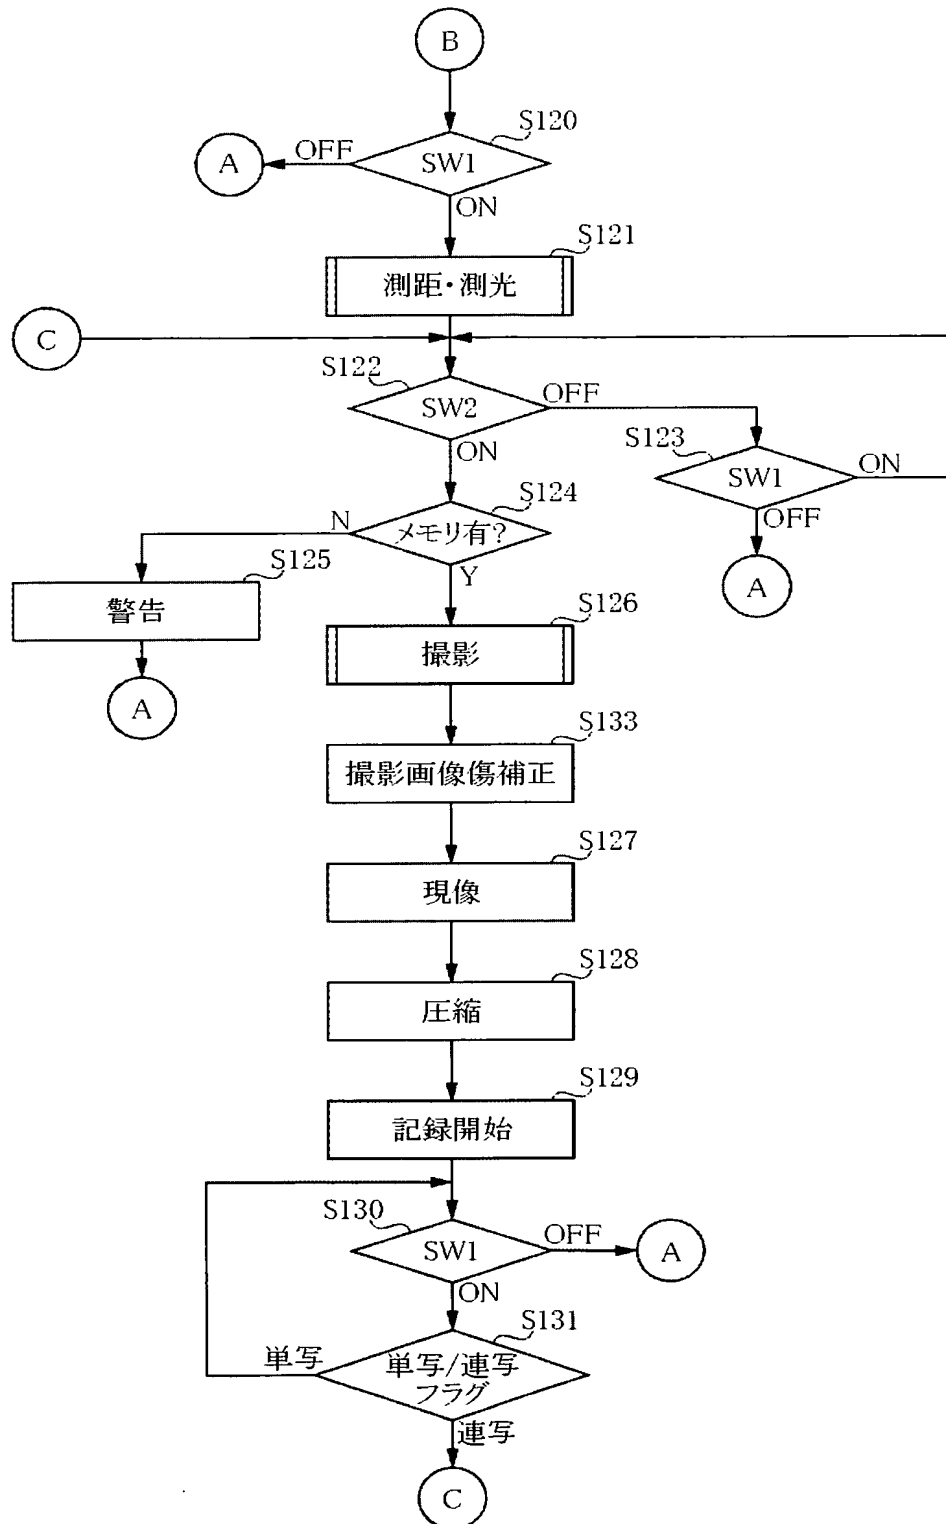 B
S120
A
OFF
SW1
ON
S121
測距・測光
C
S122
SW2
OFF
ON
S123
SW1
ON
OFF
A
S124
メモリ有?
N
Y
S125
警告
A
S126
撮影
S133
撮影画像傷補正
S127
現像
S128
圧縮
S129
記録開始
S130
SW1
OFF
A
ON
S131
単写
単写/連写
フラグ
連写
C